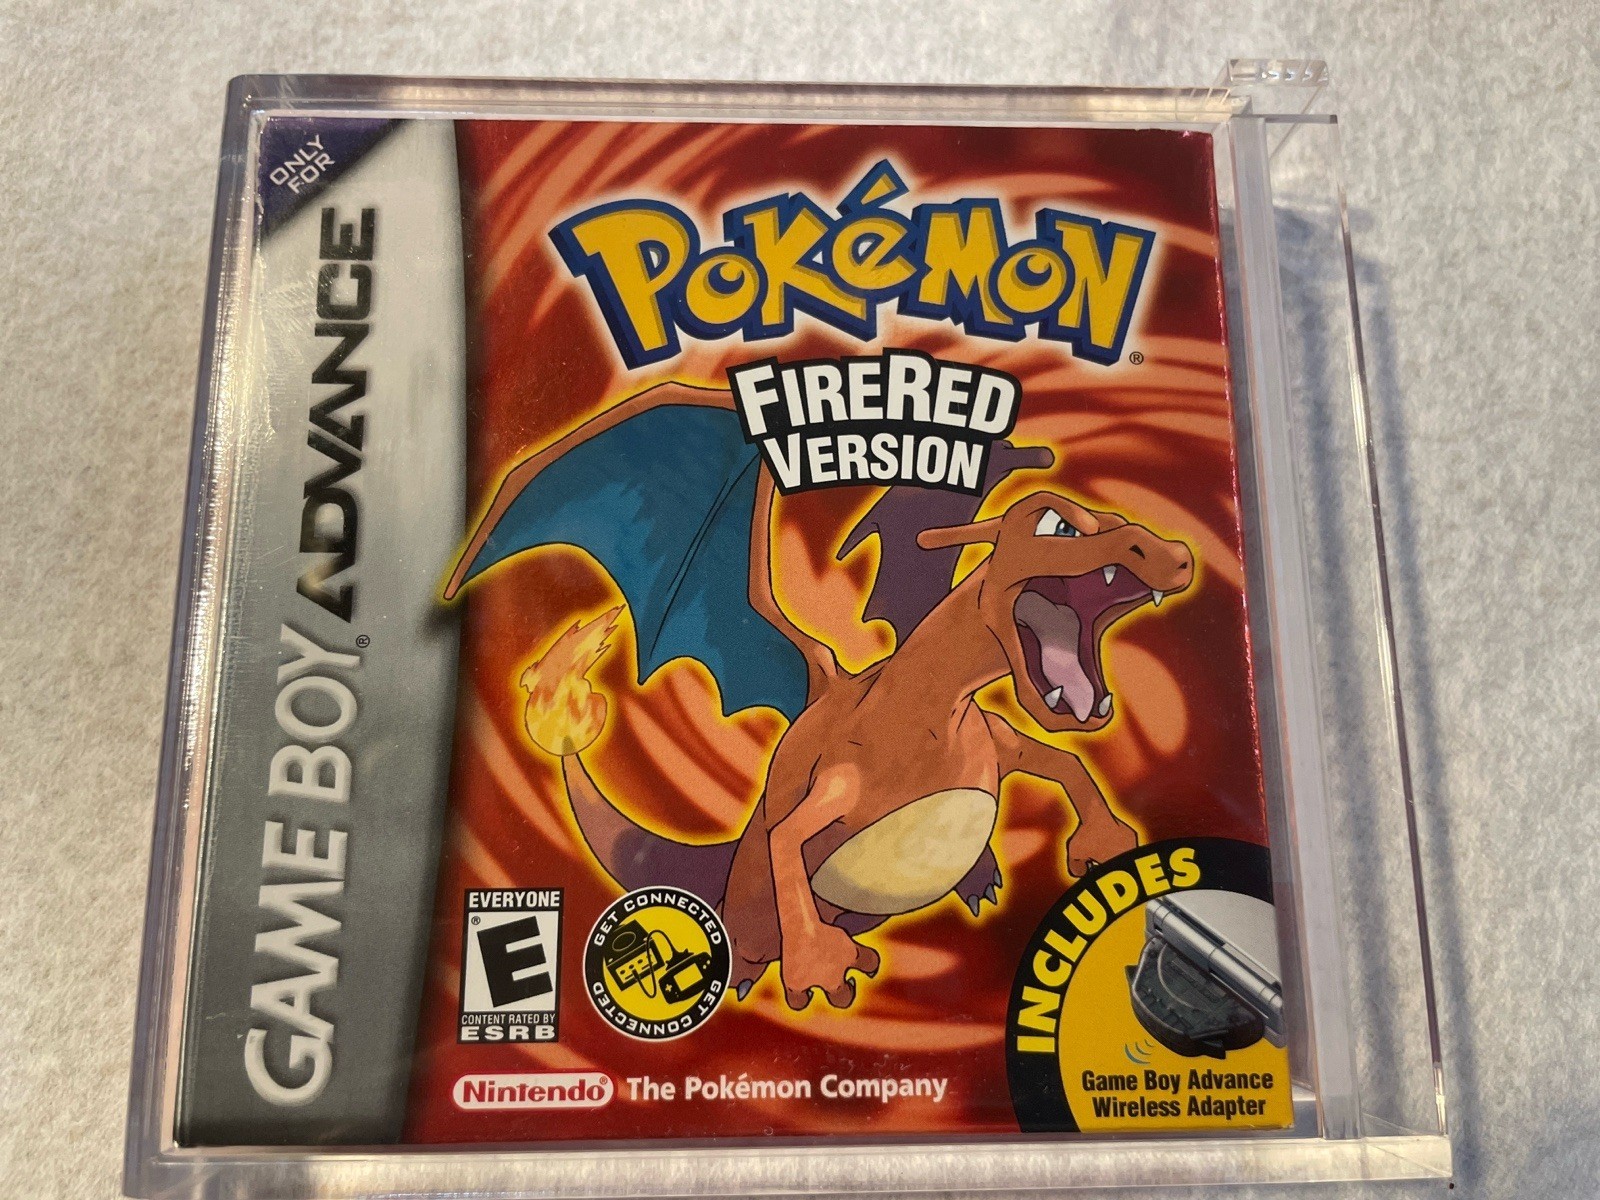 ONLY
FOR
GAME BOY ADVANCE®
POKéMON®
FIRERED
VERSION
EVERYONE
E®
CONTENT RATED BY
ESRB
GET CONNECTED
GET CONNECTED
INCLUDES
Game Boy Advance
Wireless Adapter
Nintendo® The Pokémon Company